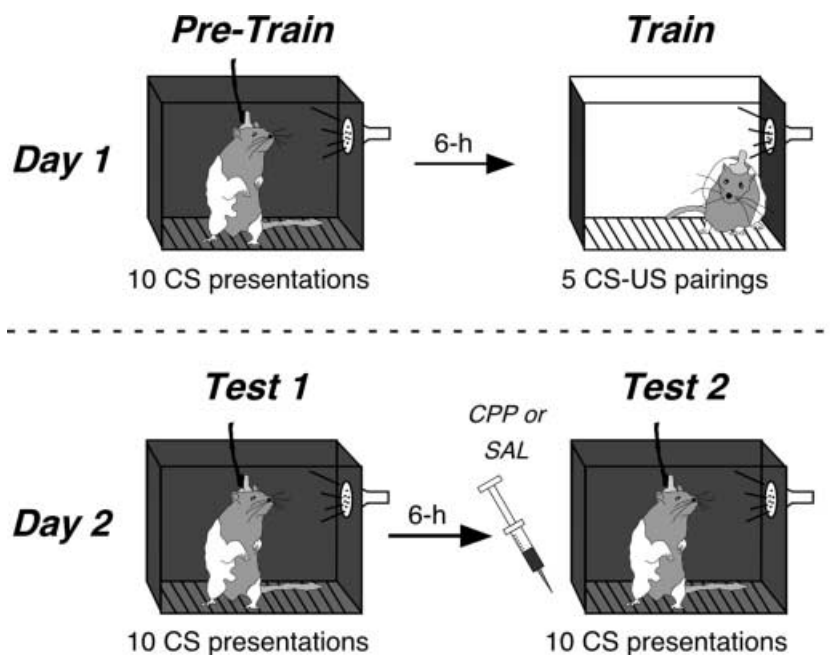 Pre-Train
Train
Day 1
6-h
10 CS presentations
5 CS-US pairings
Test 1
CPP or
SAL
Test 2
Day 2
6-h
10 CS presentations
10 CS presentations